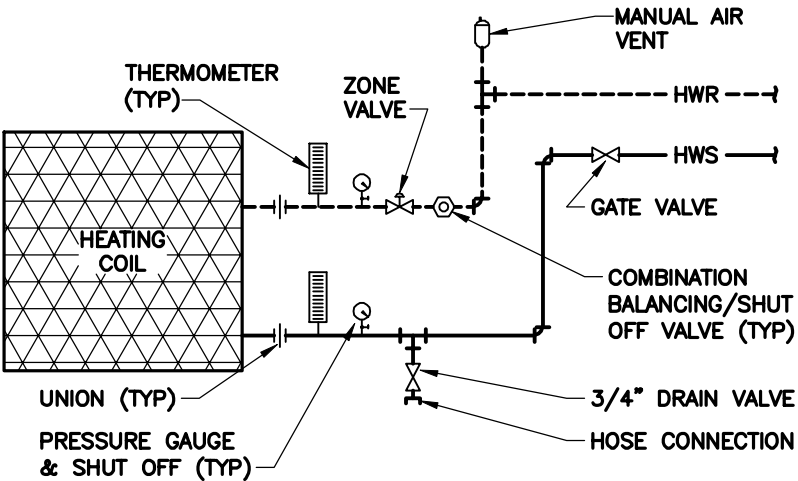 MANUAL AIR
VENT
THERMOMETER
(TYP)
ZONE
VALVE
HWR
HWS
GATE VALVE
HEATING
COIL
COMBINATION
BALANCING/SHUT
OFF VALVE (TYP)
UNION (TYP)
3/4" DRAIN VALVE
PRESSURE GAUGE
& SHUT OFF (TYP)
HOSE CONNECTION